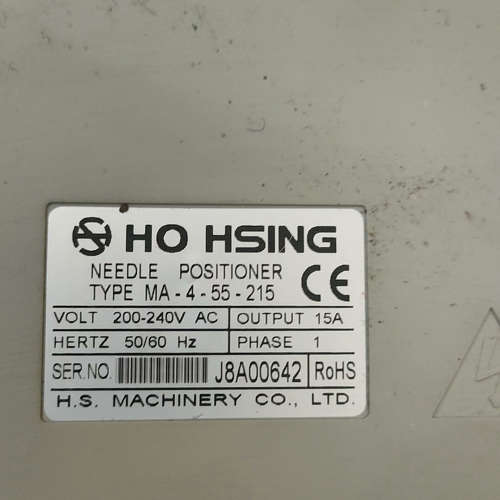 HO HSING
NEEDLE POSITIONER
TYPE MA-4-55-215 CE
VOLT 200-240V AC OUTPUT 15A
HERTZ 50/60 Hz PHASE 1
SER.NO. J8A00642 RoHS
H.S. MACHINERY CO., LTD.